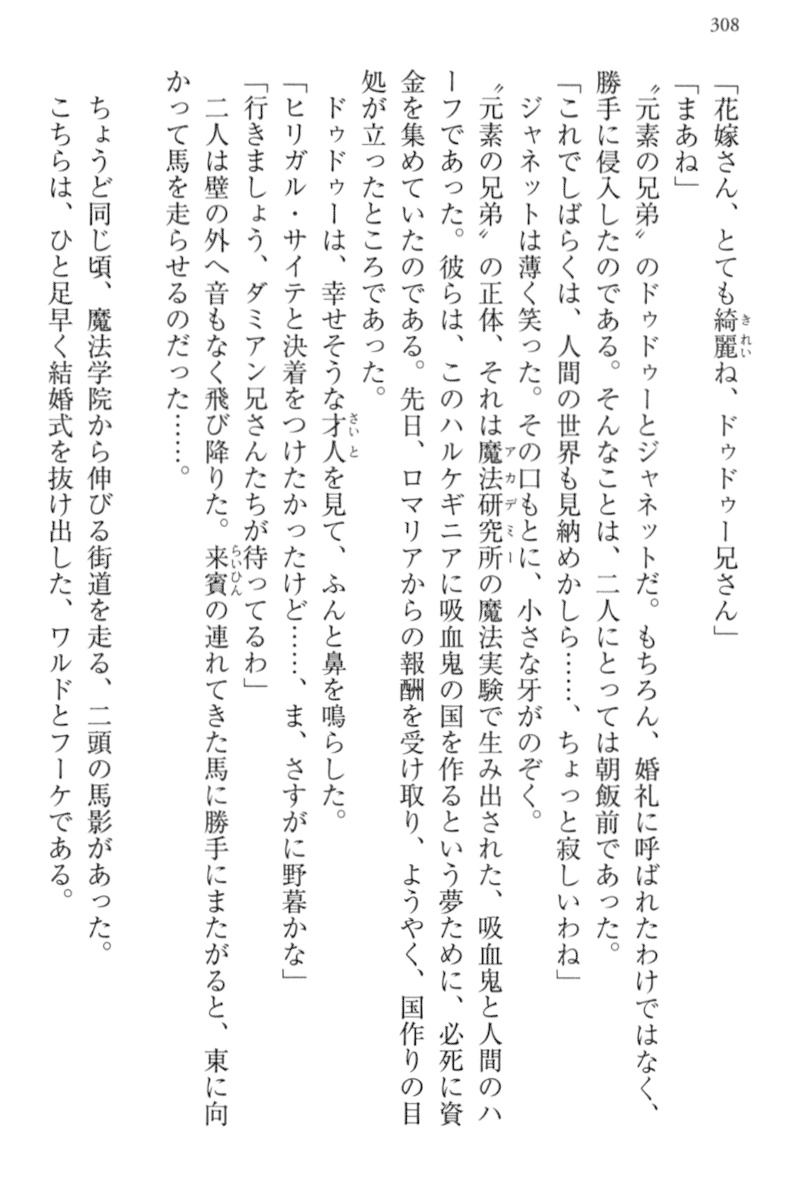 308
「花嫁さん、とても綺麗ね、ドゥドゥー兄さん」
「まあね」
〝元素の兄弟〟のドゥドゥーとジャネットだ。もちろん、婚礼に呼ばれたわけではなく、
勝手に侵入したのである。そんなことは、二人にとっては朝飯前であった。
「これでしばらくは、人間の世界も見納めかしら……、ちょっと寂しいわね」
ジャネットは薄く笑った。その口もとに、小さな牙がのぞく。
〝元素の兄弟〟の正体、それは魔法研究所の魔法実験で生み出された、吸血鬼と人間のハ
ーフであった。彼らは、このハルケギニアに吸血鬼の国を作るという夢ために、必死に資
金を集めていたのである。先日、ロマリアからの報酬を受け取り、ようやく、国作りの目
処が立ったところであった。
ドゥドゥーは、幸せそうな才人を見て、ふんと鼻を鳴らした。
「ヒリガル・サイテと決着をつけたかったけど……、ま、さすがに野暮かな」
「行きましょう、ダミアン兄さんたちが待ってるわ」
二人は壁の外へ音もなく飛び降りた。来賓の連れてきた馬に勝手にまたがると、東に向
かって馬を走らせるのだった……。
ちょうど同じ頃、魔法学院から伸びる街道を走る、二頭の馬影があった。
こちらは、ひと足早く結婚式を抜け出した、ワルドとフーケである。
きれい
アカデミー
さいと
らいひん